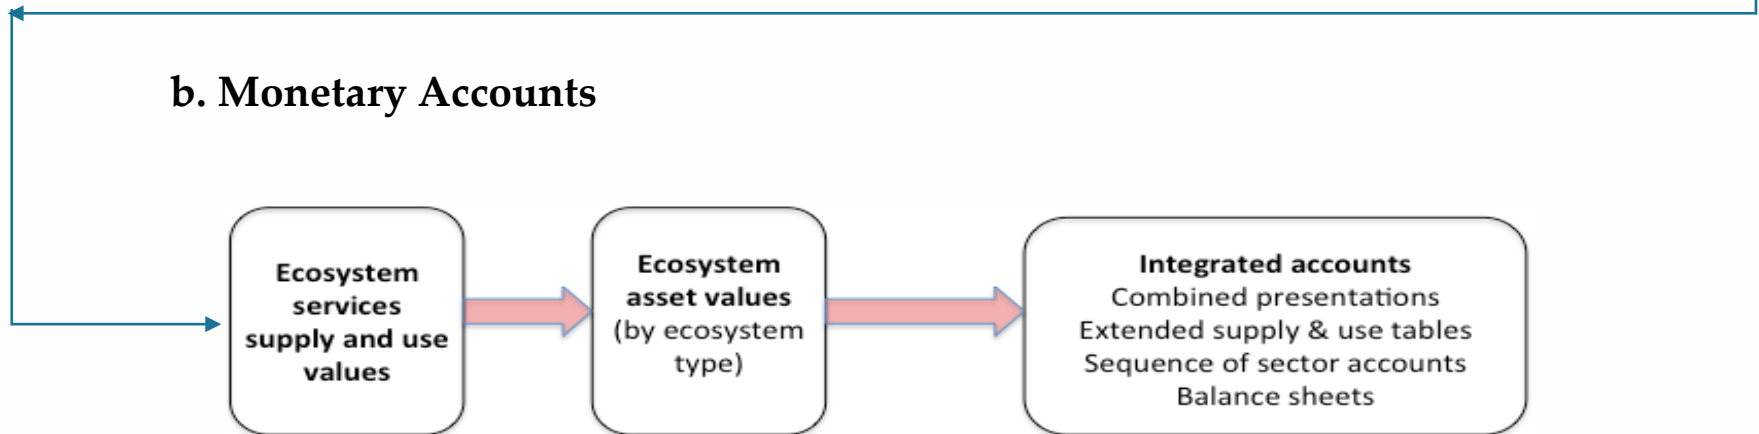 b. Monetary Accounts
Ecosystem
services
supply and use
values
Ecosystem
asset values
(by ecosystem
type)
Integrated accounts
Combined presentations
Extended supply & use tables
Sequence of sector accounts
Balance sheets